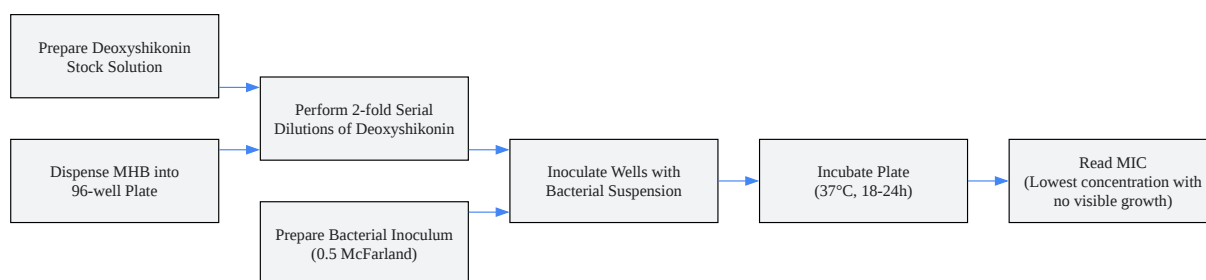 Prepare Deoxyshikonin
Stock Solution
Dispense MHB into
96-well Plate
Perform 2-fold Serial
Dilutions of Deoxyshikonin
Prepare Bacterial Inoculum
(0.5 McFarland)
Inoculate Wells with
Bacterial Suspension
Incubate Plate
(37°C, 18-24h)
Read MIC
(Lowest concentration with
no visible growth)